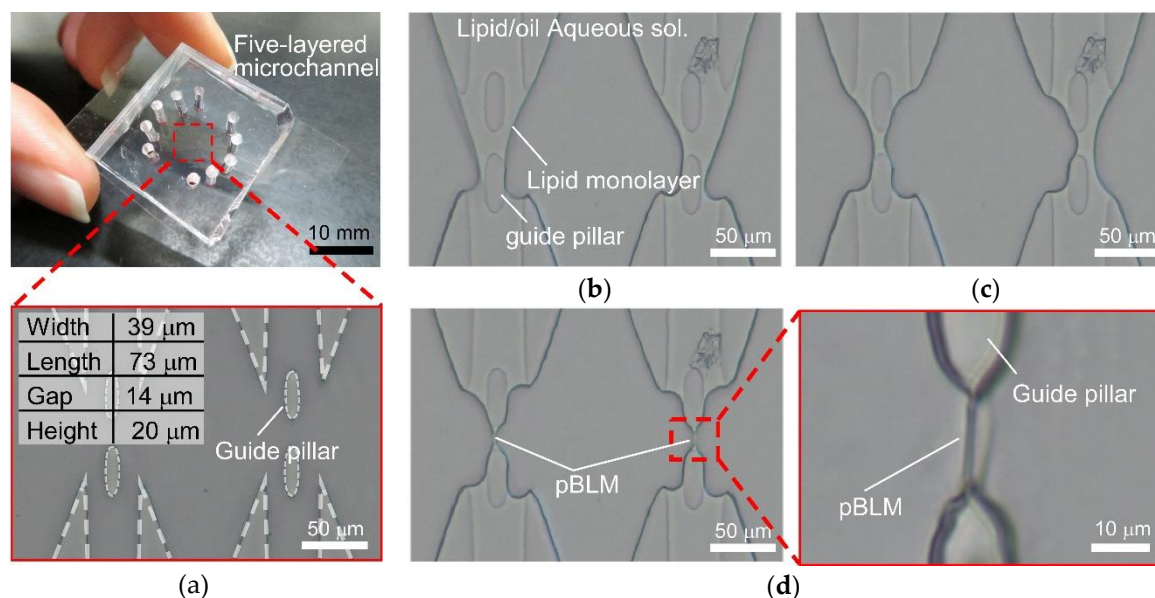 Five-layered
microchannel
10 mm
Width 39 μm
Length 73 μm
Gap 14 μm
Height 20 μm
Guide pillar
50 μm
(a)
Lipid/oil Aqueous sol.
Lipid monolayer
guide pillar
50 μm
(b)
50 μm
(c)
pBLM
50 μm
Guide pillar
pBLM
10 μm
(d)